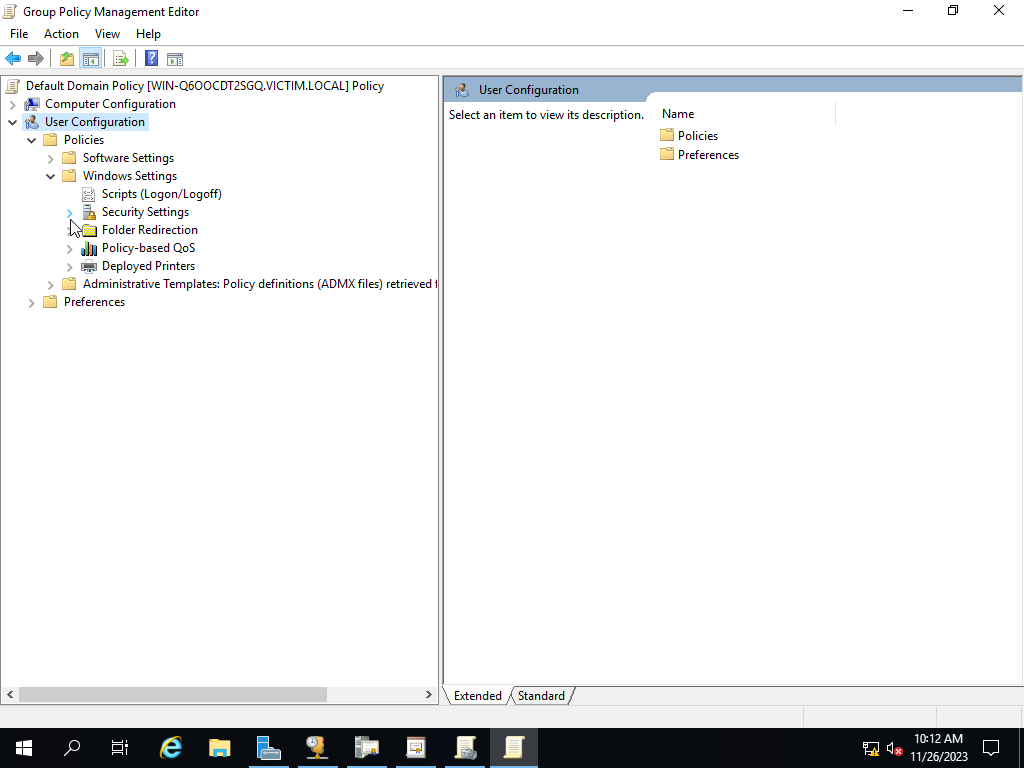 Group Policy Management Editor
File Action View Help
Default Domain Policy [WIN-Q6OOCDT2SGQ.VICTIM.LOCAL] Policy
Computer Configuration
User Configuration
Policies
Software Settings
Windows Settings
Scripts (Logon/Logoff)
Security Settings
Folder Redirection
Policy-based QoS
Deployed Printers
Administrative Templates: Policy definitions (ADMX files) retrieved f
Preferences
User Configuration
Select an item to view its description.
Name
Policies
Preferences
Extended Standard
10:12 AM
11/26/2023